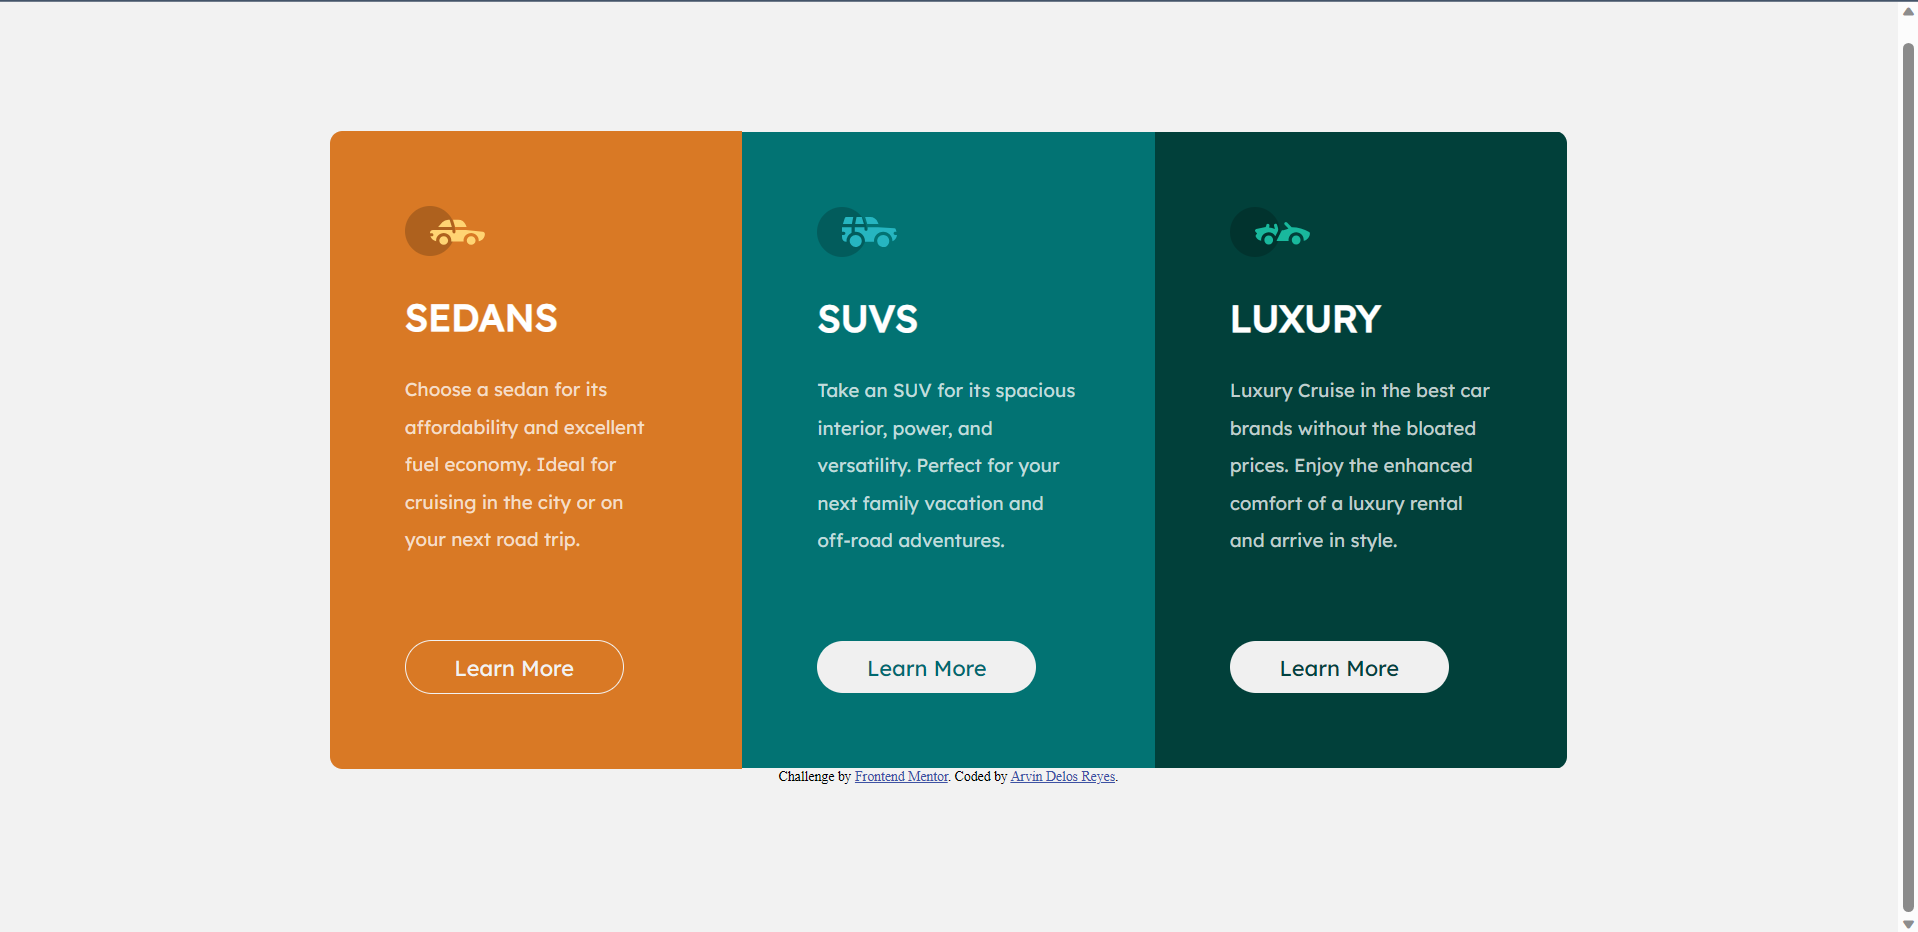 SEDANS
Choose a sedan for its
affordability and excellent
fuel economy. Ideal for
cruising in the city or on
your next road trip.
Learn More
SUVS
Take an SUV for its spacious
interior, power, and
versatility. Perfect for your
next family vacation and
off-road adventures.
Learn More
LUXURY
Luxury Cruise in the best car
brands without the bloated
prices. Enjoy the enhanced
comfort of a luxury rental
and arrive in style.
Learn More
Challenge by Frontend Mentor. Coded by Arvin Delos Reyes.